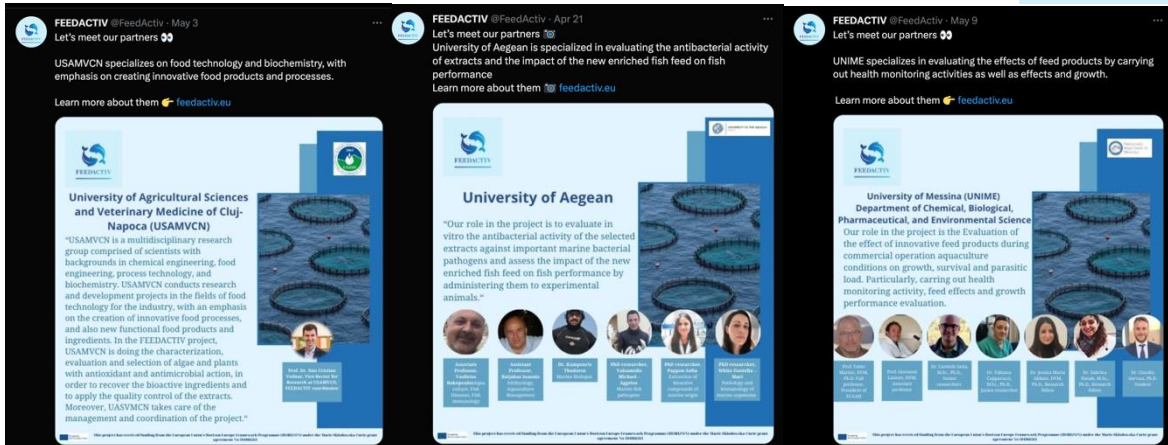 FEEDACTIV @FeedActiv · May 3
Let's meet our partners 👀
USAMVCN specializes on food technology and biochemistry, with
emphasis on creating innovative food products and processes.
Learn more about them 👉 feedactiv.eu
FEEDACTIV
University of Agricultural Sciences
and Veterinary Medicine of Cluj-
Napoca (USAMVCN)
"USAMVCN is a multidisciplinary research
group comprised of scientists with
backgrounds in chemical engineering, food
engineering, process technology, and
biochemistry. USAMVCN conducts research
and development projects in the fields of food
technology for the industry, with an emphasis
on the creation of innovative food processes,
and also new functional food products and
ingredients. In the FEEDACTIV project,
USAMVCN is doing the characterization,
evaluation and selection of algae and plants
with antioxidant and antimicrobial action, in
order to recover the bioactive ingredients and
to apply the quality control of the extracts.
Moreover, UASVMCN takes care of the
management and coordination of the project."
FEEDACTIV @FeedActiv · Apr 21
Let's meet our partners 📸
University of Aegean is specialized in evaluating the antibacterial activity
of extracts and the impact of the new enriched fish feed on fish
performance
Learn more about them 📸 feedactiv.eu
FEEDACTIV
University of Aegean
"Our role in the project is to evaluate in
vitro the antibacterial activity of the selected
extracts against important marine bacterial
pathogens and assess the impact of the new
enriched fish feed on fish performance by
administering them to experimental
animals."
FEEDACTIV @FeedActiv · May 9
Let's meet our partners 👀
UNIME specializes in evaluating the effects of feed products by carrying
out health monitoring activities as well as effects and growth.
Learn more about them 👉 feedactiv.eu
FEEDACTIV
University of Messina (UNIME)
Department of Chemical, Biological,
Pharmaceutical, and Environmental Science
Our role in the project is the Evaluation of
the effect of innovative feed products during
commercial operation aquaculture
conditions on growth, survival and parasitic
load. Particularly, carrying out health
monitoring activity, feed effects and growth
performance evaluation.